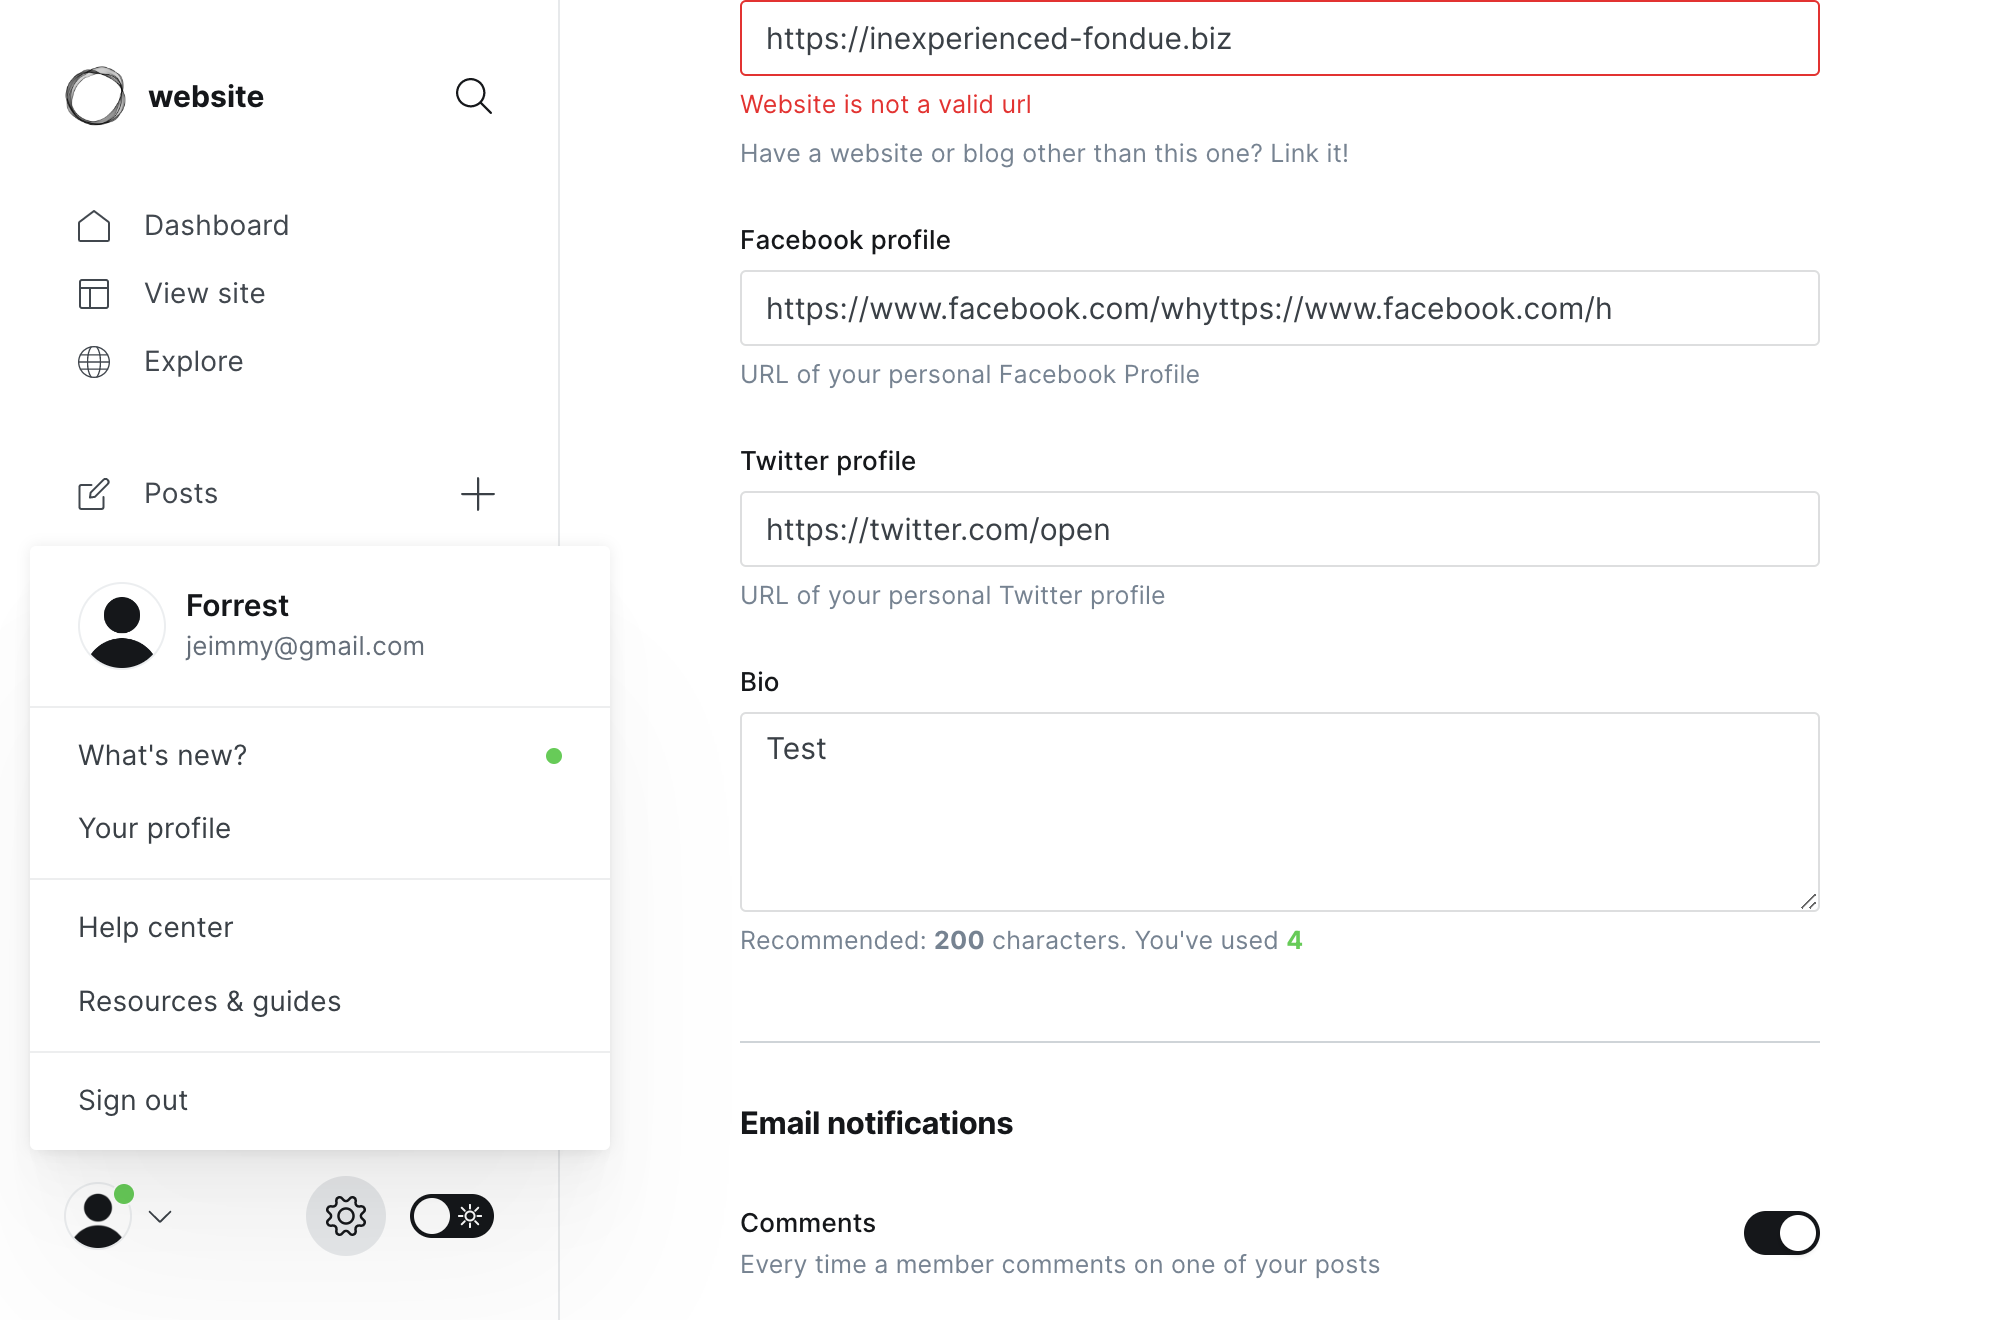 website
Dashboard
View site
Explore
Posts
Forrest
jeimmy@gmail.com
What's new?
Your profile
Help center
Resources & guides
Sign out
https://inexperienced-fondue.biz
Website is not a valid url
Have a website or blog other than this one? Link it!
Facebook profile
https://www.facebook.com/whyttps://www.facebook.com/h
URL of your personal Facebook Profile
Twitter profile
https://twitter.com/open
URL of your personal Twitter profile
Bio
Test
Recommended: 200 characters. You've used 4
Email notifications
Comments
Every time a member comments on one of your posts